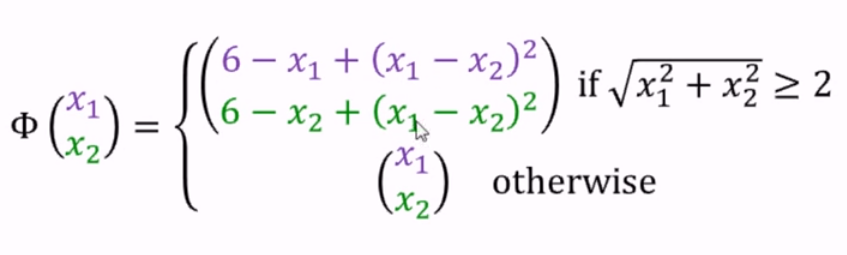 Φ(x₁ x₂) = { (6 − x₁ + (x₁ − x₂)² 6 − x₂ + (x₁ − x₂)²) if √(x₁² + x₂²) ≥ 2
(x₁ x₂) otherwise